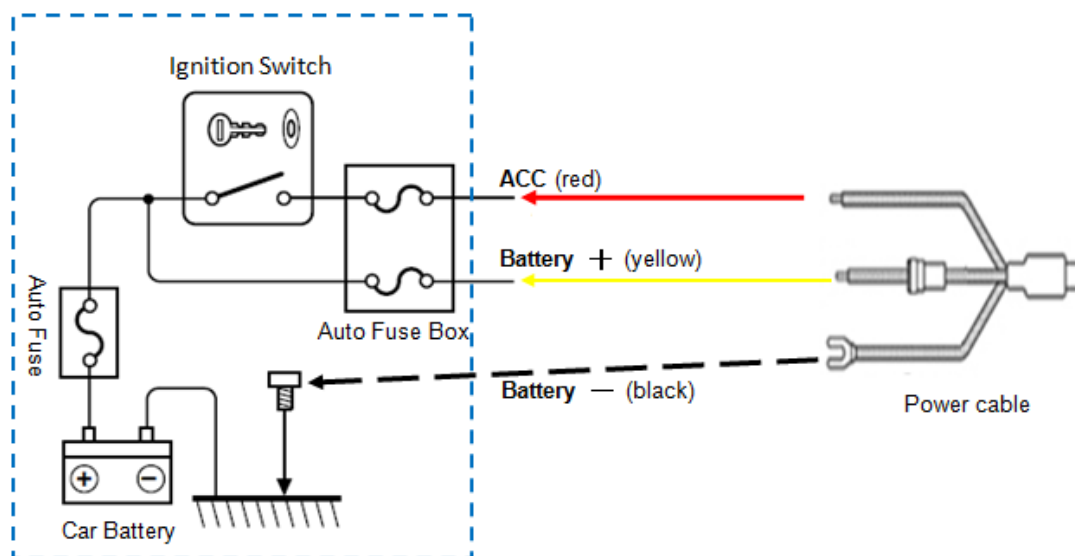 Ignition Switch
ACC (red)
Battery + (yellow)
Auto Fuse
Auto Fuse Box
Battery — (black)
Power cable
+ −
Car Battery